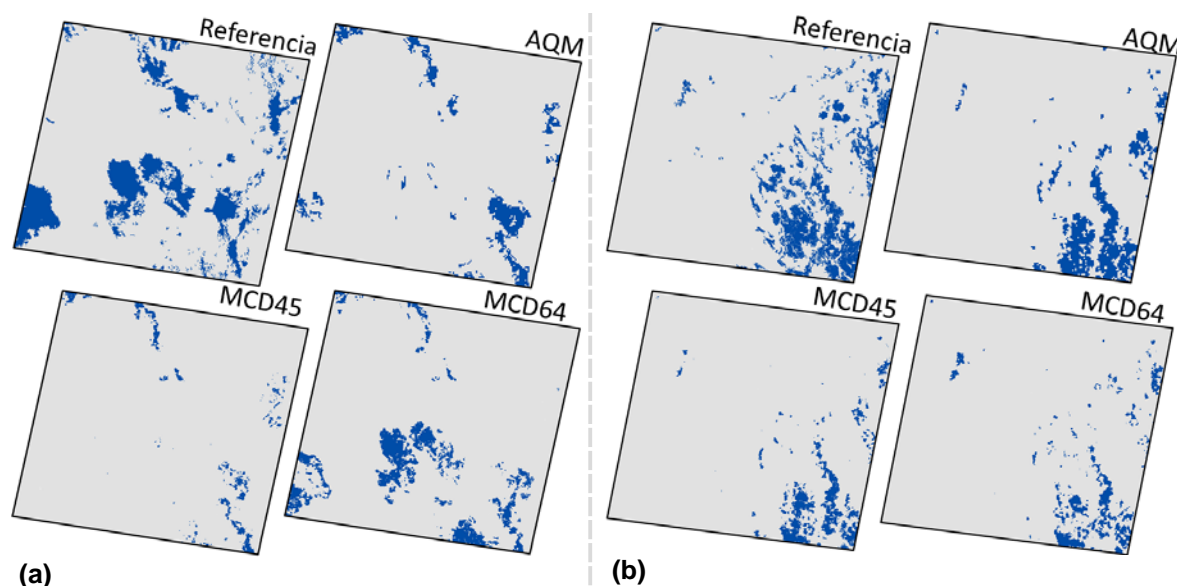 Referencia
AQM
MCD45
MCD64
(a)
Referencia
AQM
MCD45
MCD64
(b)